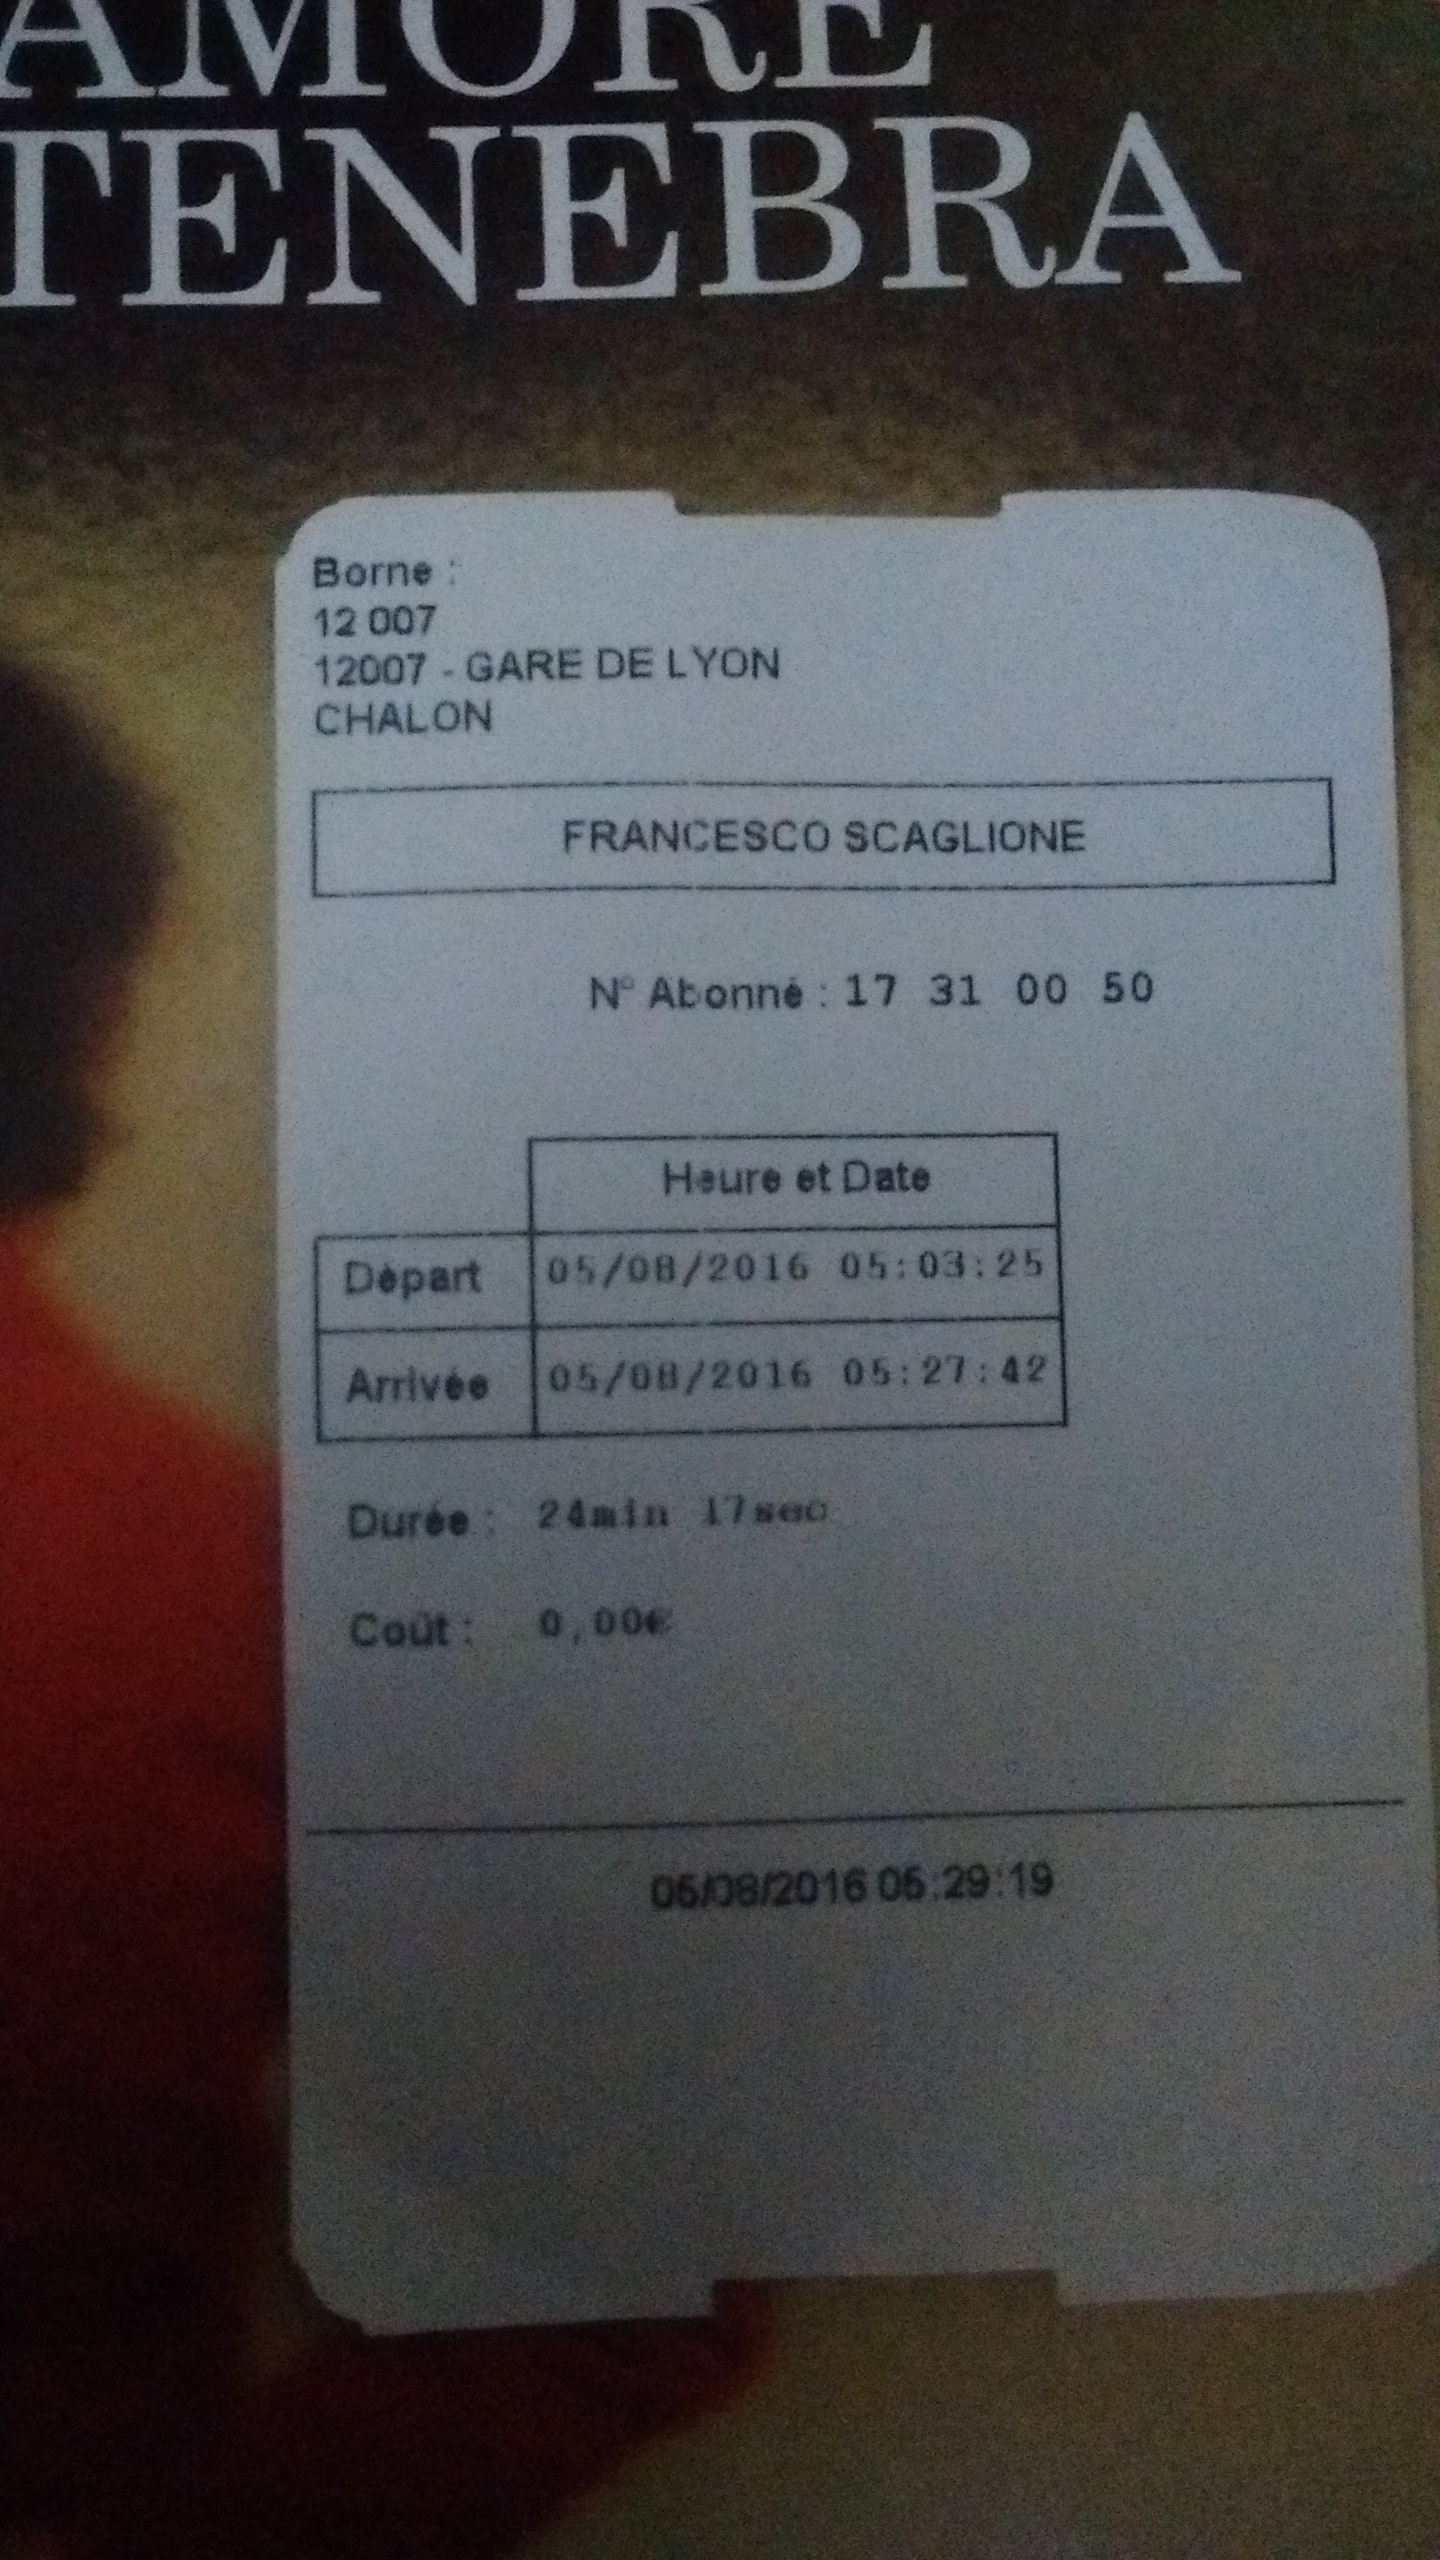 AMORE
TENEBRA
Borne :
12 007
12007 - GARE DE LYON
CHALON
FRANCESCO SCAGLIONE
N° Abonné : 17 31 00 50
Heure et Date
Départ 05/08/2016 05:03:25
Arrivée 05/08/2016 05:27:42
Durée : 24min 17sec
Coût : 0,00€
05/08/2016 05:29:19